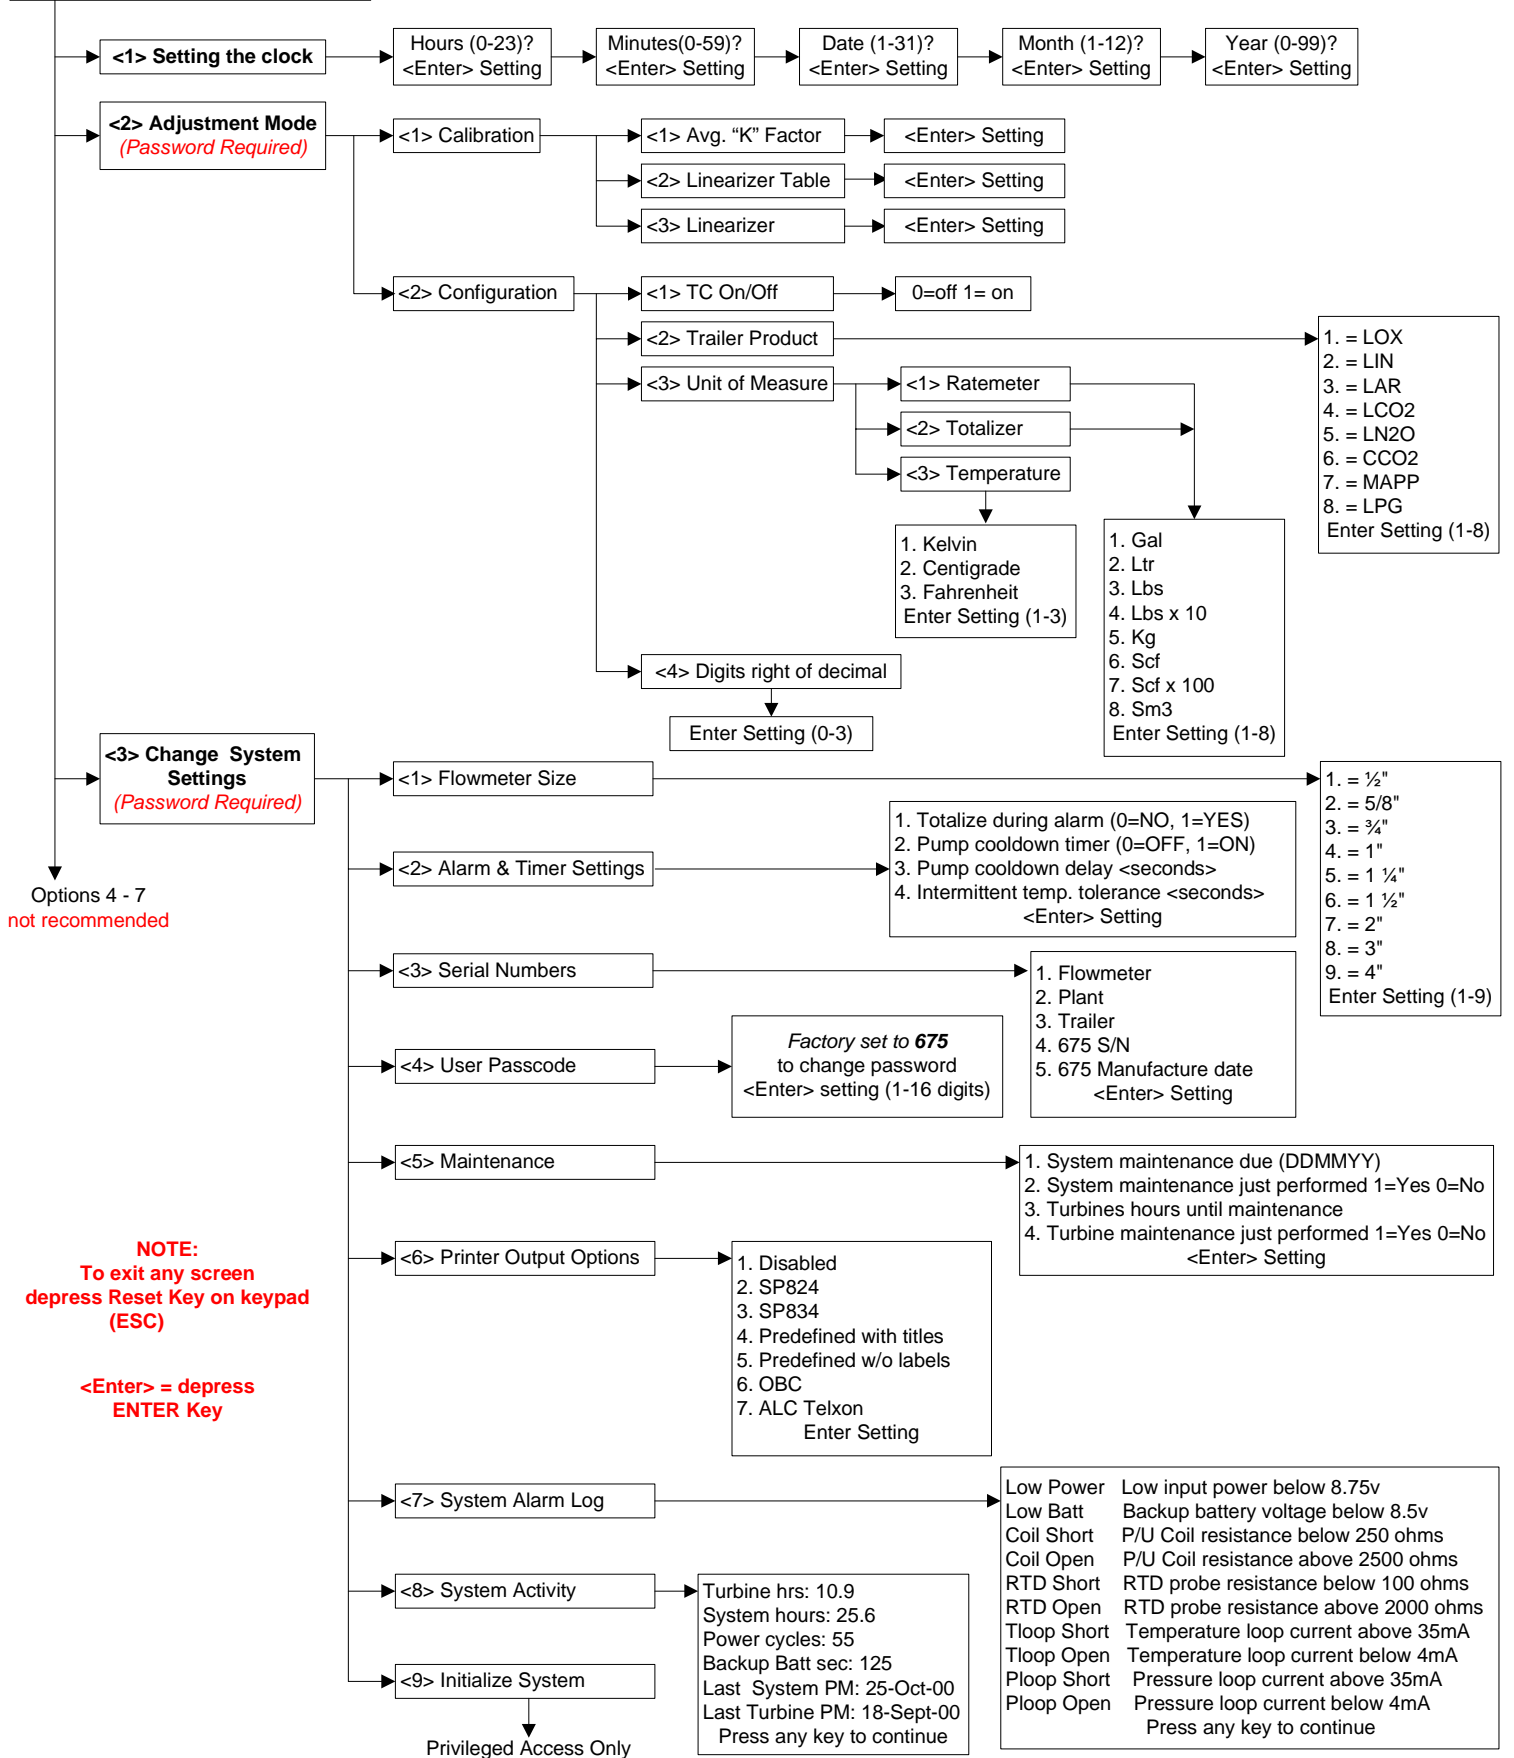 <1> Setting the clock
Hours (0-23)?
<Enter> Setting
Minutes(0-59)?
<Enter> Setting
Date (1-31)?
<Enter> Setting
Month (1-12)?
<Enter> Setting
Year (0-99)?
<Enter> Setting
<2> Adjustment Mode
(Password Required)
<1> Calibration
<1> Avg. “K” Factor
<Enter> Setting
<2> Linearizer Table
<Enter> Setting
<3> Linearizer
<Enter> Setting
<2> Configuration
<1> TC On/Off
0=off 1= on
<2> Trailer Product
1. = LOX
2. = LIN
3. = LAR
4. = LCO2
5. = LN2O
6. = CCO2
7. = MAPP
8. = LPG
Enter Setting (1-8)
<3> Unit of Measure
<1> Ratemeter
<2> Totalizer
<3> Temperature
1. Kelvin
2. Centigrade
3. Fahrenheit
Enter Setting (1-3)
1. Gal
2. Ltr
3. Lbs
4. Lbs x 10
5. Kg
6. Scf
7. Scf x 100
8. Sm3
Enter Setting (1-8)
<4> Digits right of decimal
Enter Setting (0-3)
<3> Change System
Settings
(Password Required)
<1> Flowmeter Size
1. = ½"
2. = 5/8"
3. = ¾"
4. = 1"
5. = 1 ¼"
6. = 1 ½"
7. = 2"
8. = 3"
9. = 4"
Enter Setting (1-9)
<2> Alarm & Timer Settings
1. Totalize during alarm (0=NO, 1=YES)
2. Pump cooldown timer (0=OFF, 1=ON)
3. Pump cooldown delay <seconds>
4. Intermittent temp. tolerance <seconds>
<Enter> Setting
Options 4 - 7
not recommended
<3> Serial Numbers
1. Flowmeter
2. Plant
3. Trailer
4. 675 S/N
5. 675 Manufacture date
<Enter> Setting
<4> User Passcode
Factory set to 675
to change password
<Enter> setting (1-16 digits)
<5> Maintenance
1. System maintenance due (DDMMYY)
2. System maintenance just performed 1=Yes 0=No
3. Turbines hours until maintenance
4. Turbine maintenance just performed 1=Yes 0=No
<Enter> Setting
NOTE:
To exit any screen
depress Reset Key on keypad
(ESC)
<Enter> = depress
ENTER Key
<6> Printer Output Options
1. Disabled
2. SP824
3. SP834
4. Predefined with titles
5. Predefined w/o labels
6. OBC
7. ALC Telxon
Enter Setting
<7> System Alarm Log
Low Power Low input power below 8.75v
Low Batt Backup battery voltage below 8.5v
Coil Short P/U Coil resistance below 250 ohms
Coil Open P/U Coil resistance above 2500 ohms
RTD Short RTD probe resistance below 100 ohms
RTD Open RTD probe resistance above 2000 ohms
Tloop Short Temperature loop current above 35mA
Tloop Open Temperature loop current below 4mA
Ploop Short Pressure loop current above 35mA
Ploop Open Pressure loop current below 4mA
Press any key to continue
<8> System Activity
Turbine hrs: 10.9
System hours: 25.6
Power cycles: 55
Backup Batt sec: 125
Last System PM: 25-Oct-00
Last Turbine PM: 18-Sept-00
Press any key to continue
<9> Initialize System
Privileged Access Only